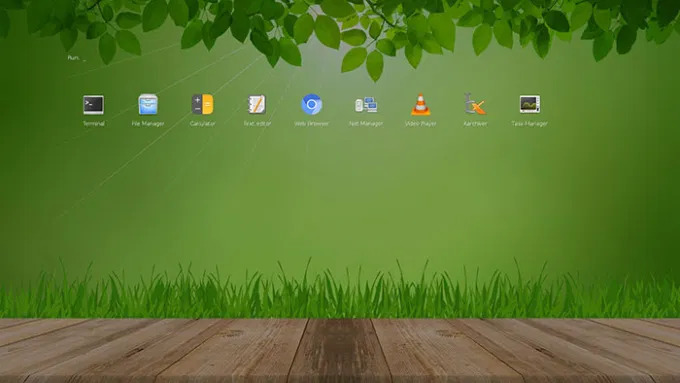 Run: _
Terminal
File Manager
Calculator
Text editor
Web Browser
Net Manager
Video Player
Xarchiver
Task Manager